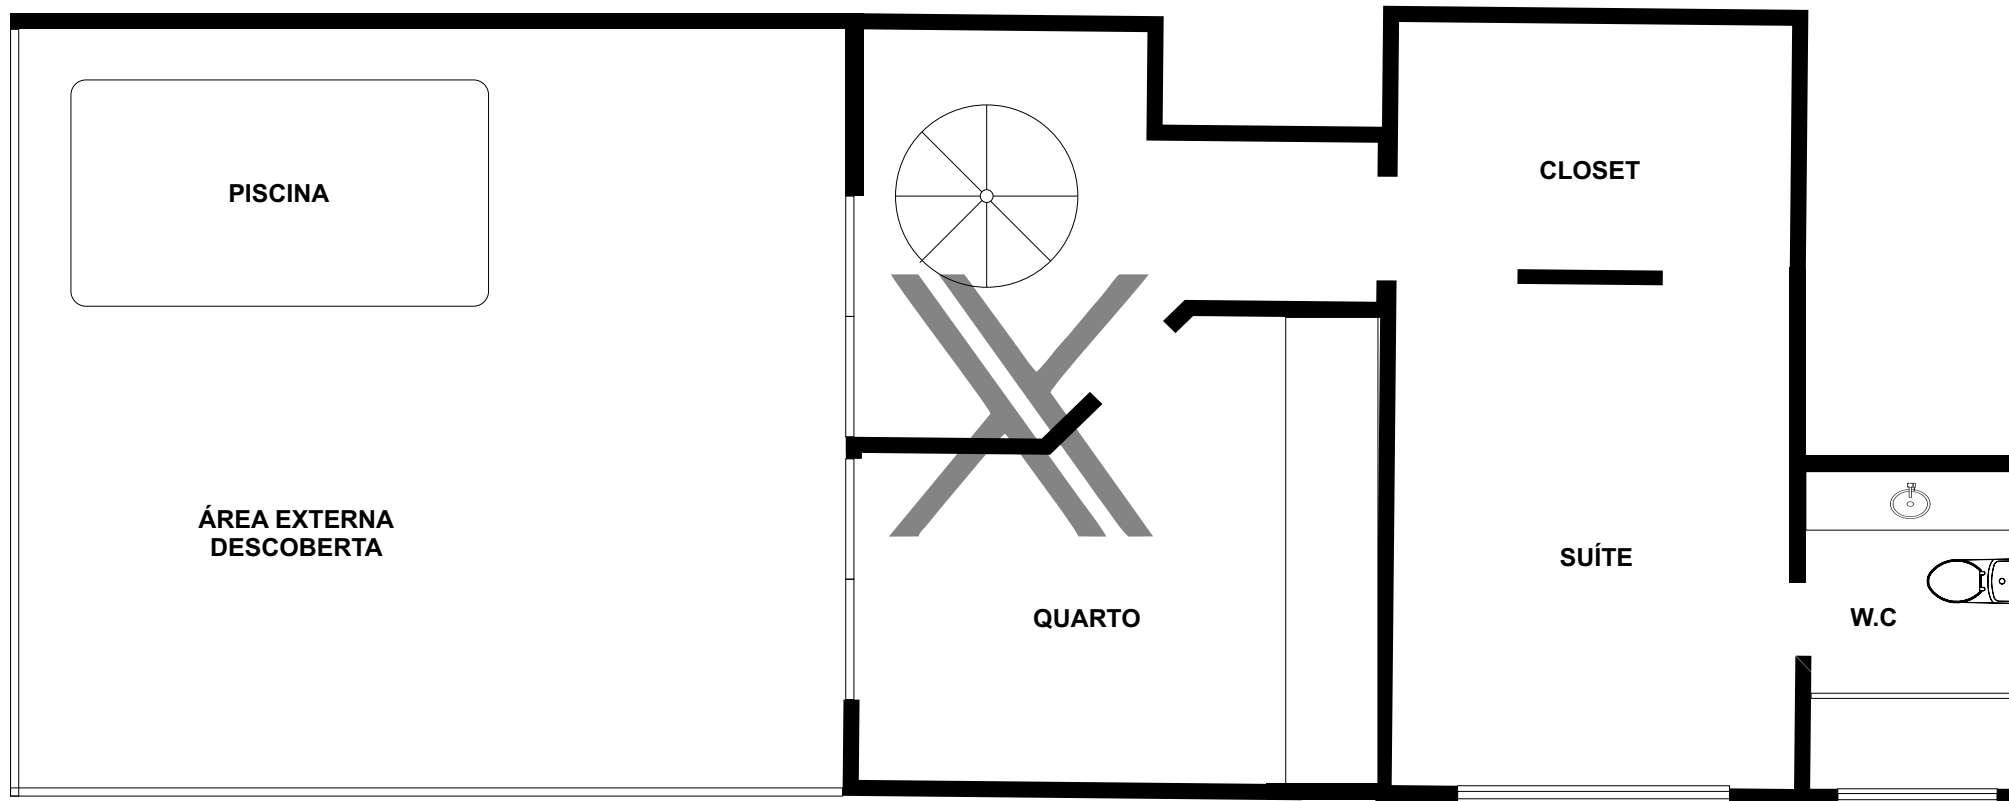 PISCINA
CLOSET
ÁREA EXTERNA
DESCOBERTA
SUÍTE
QUARTO
W.C